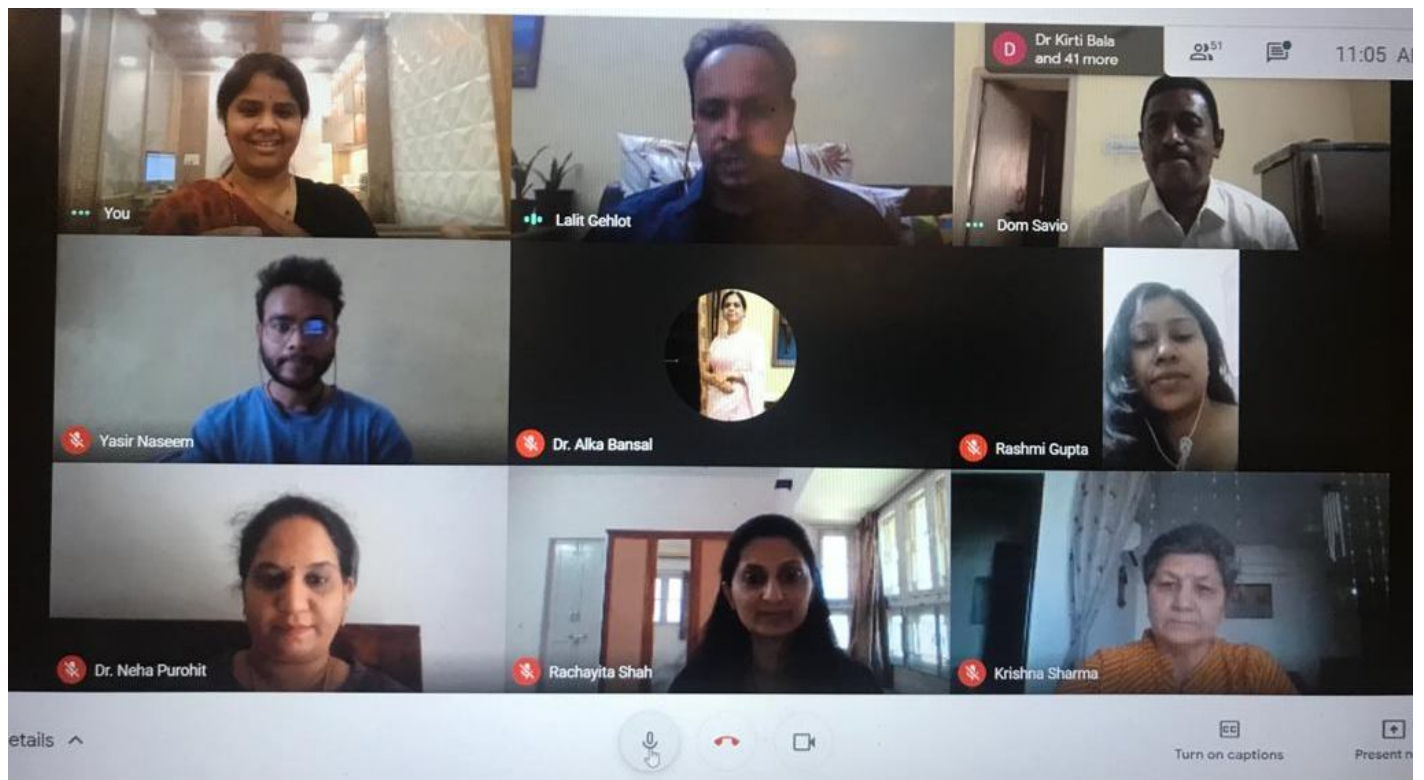 D
Dr Kirti Bala
and 41 more
51
11:05
You
Lalit Gehlot
Dom Savio
Yasir Naseem
Dr. Alka Bansal
Rashmi Gupta
Dr. Neha Purohit
Rachayita Shah
Krishna Sharma
etails
CC
Turn on captions
Present